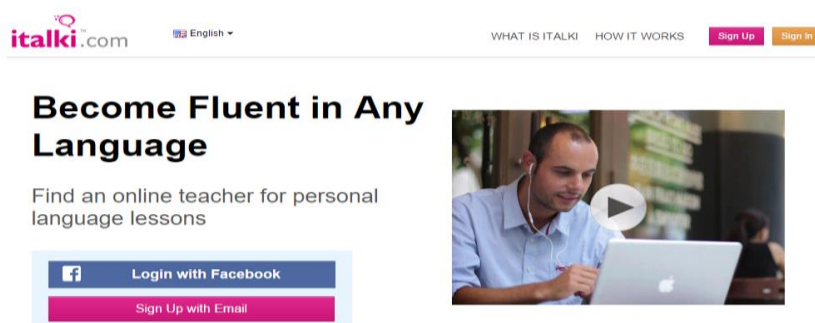 italki.com
English
WHAT IS ITALKI HOW IT WORKS Sign Up Sign In
Become Fluent in Any
Language
Find an online teacher for personal
language lessons
Login with Facebook
Sign Up with Email